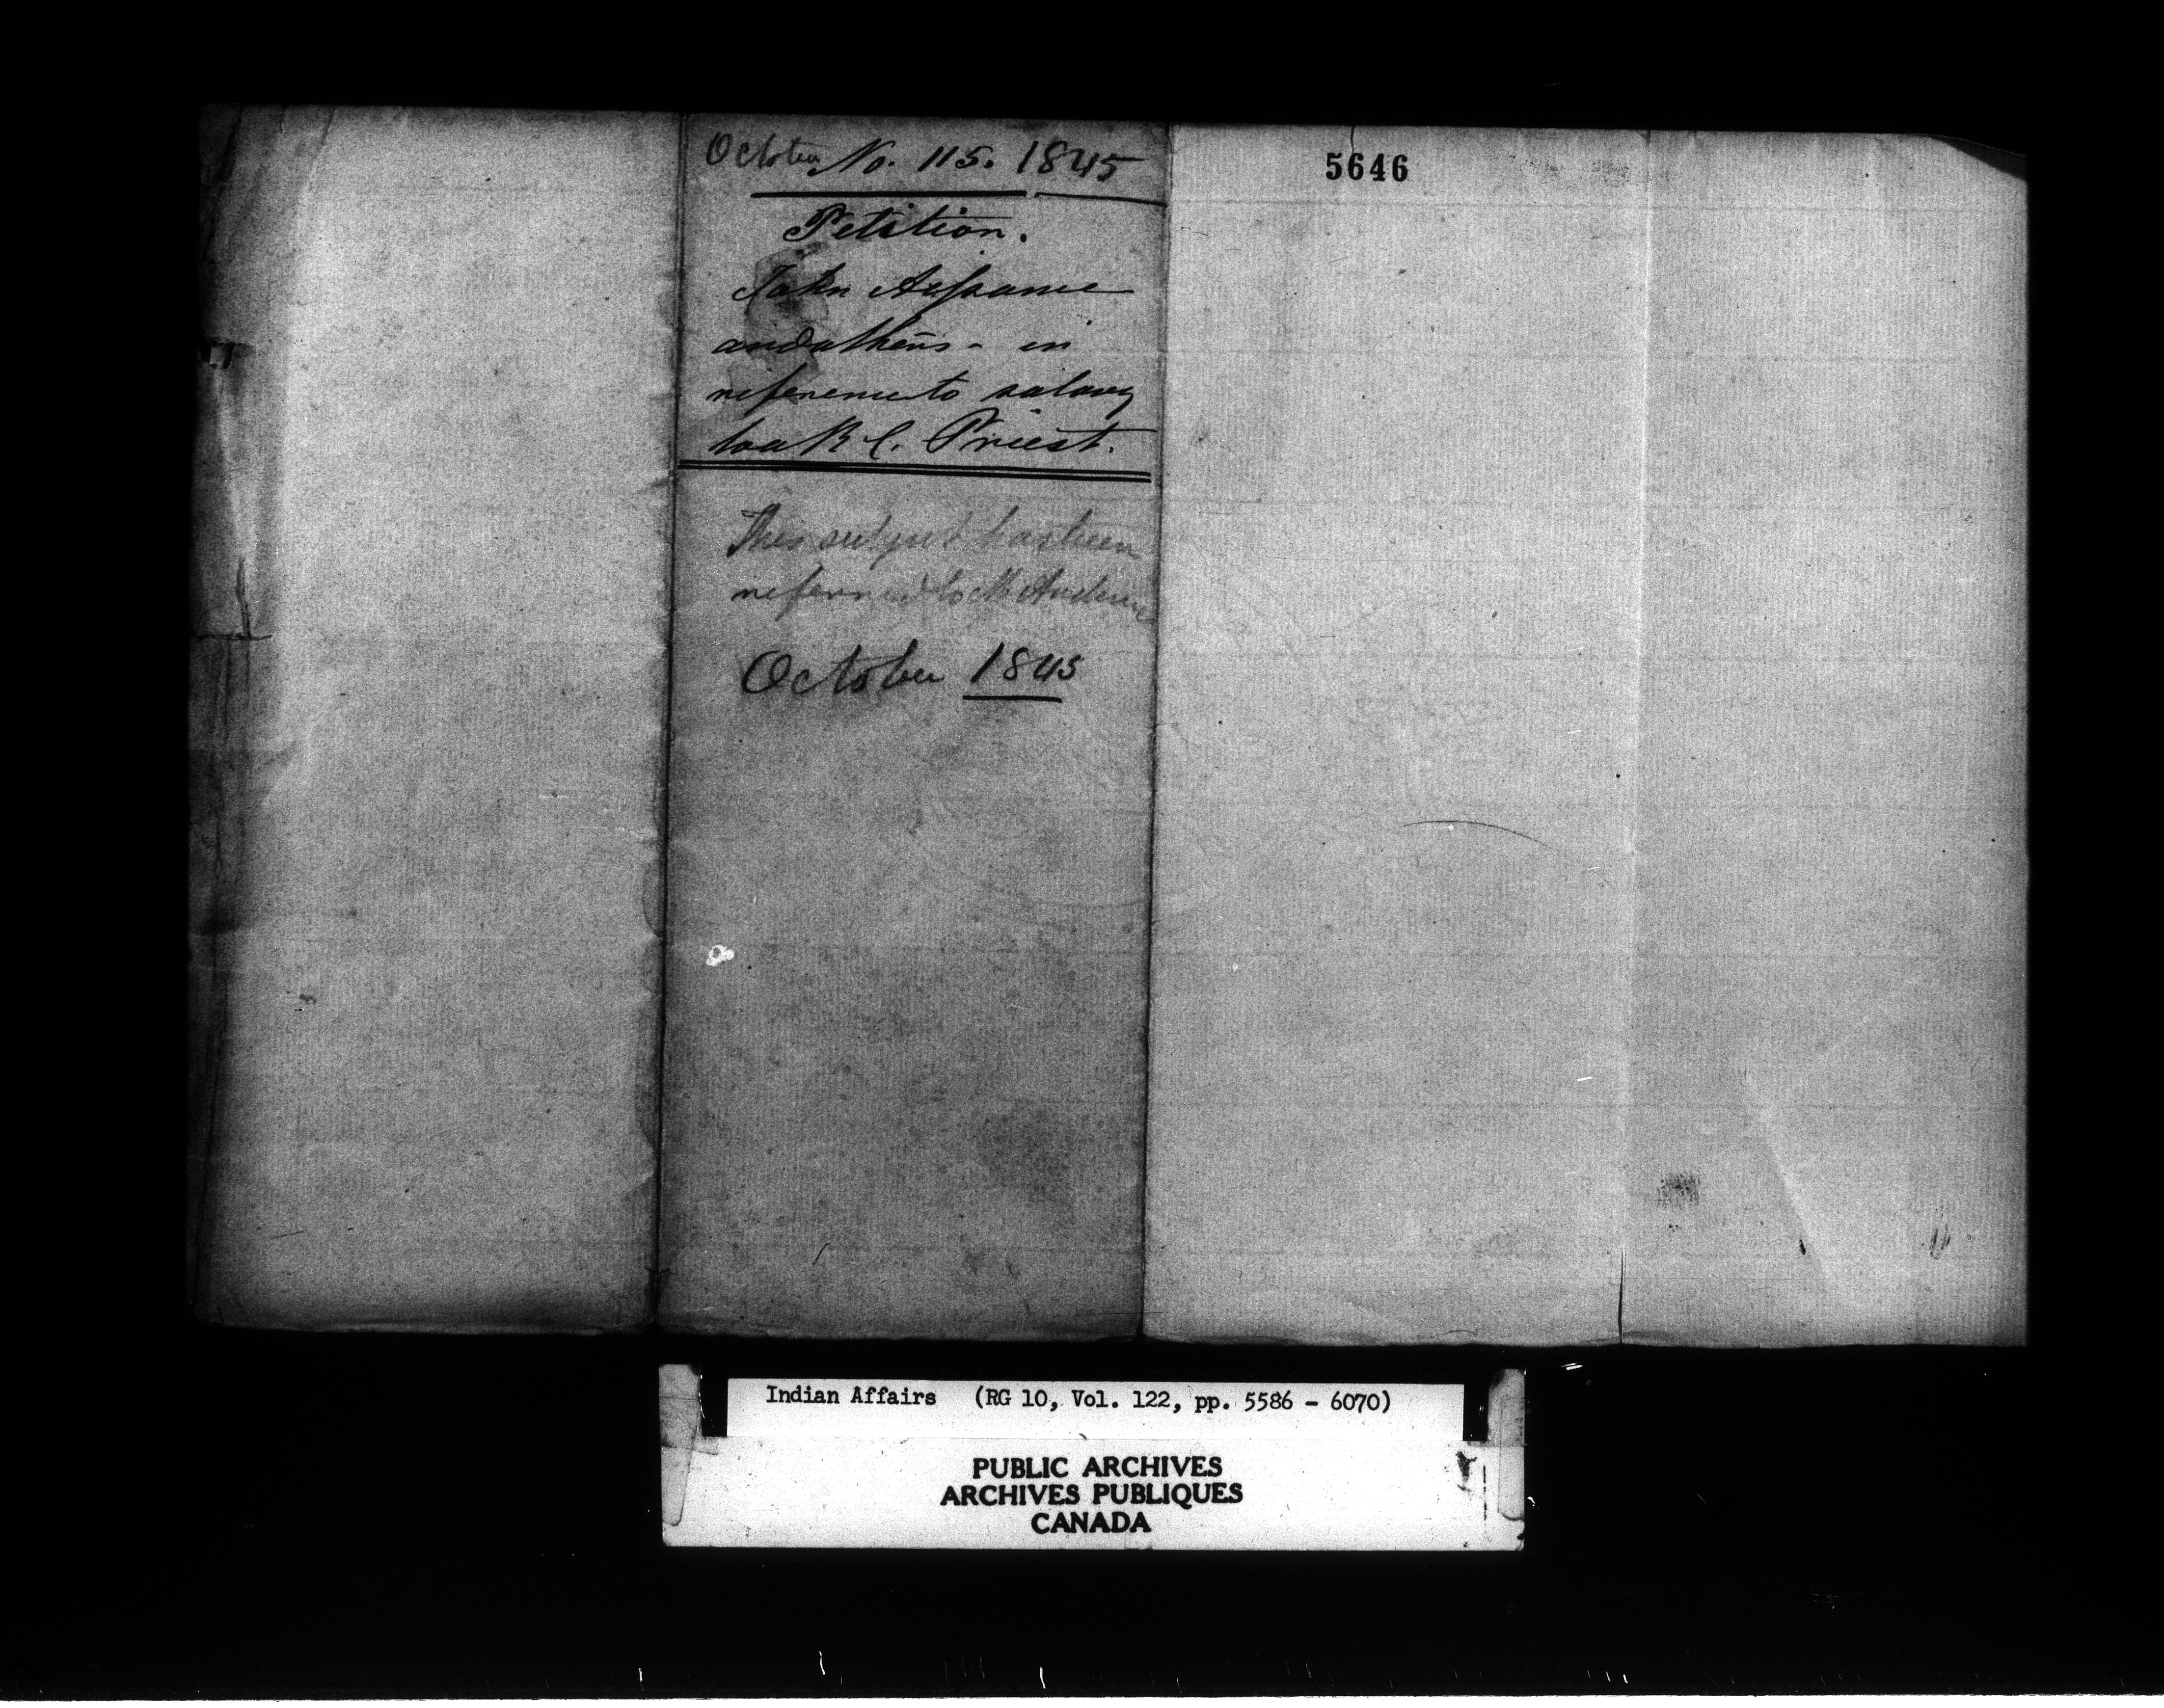 October No. 115. 1845
Petition.
John Assance
and others - in
reference to salary
to a R C. Priest.
This subject has been
referred to Mr Anderson
October 1845
5646
Indian Affairs (RG 10, Vol. 122, pp. 5586 - 6070)
PUBLIC ARCHIVES
ARCHIVES PUBLIQUES
CANADA